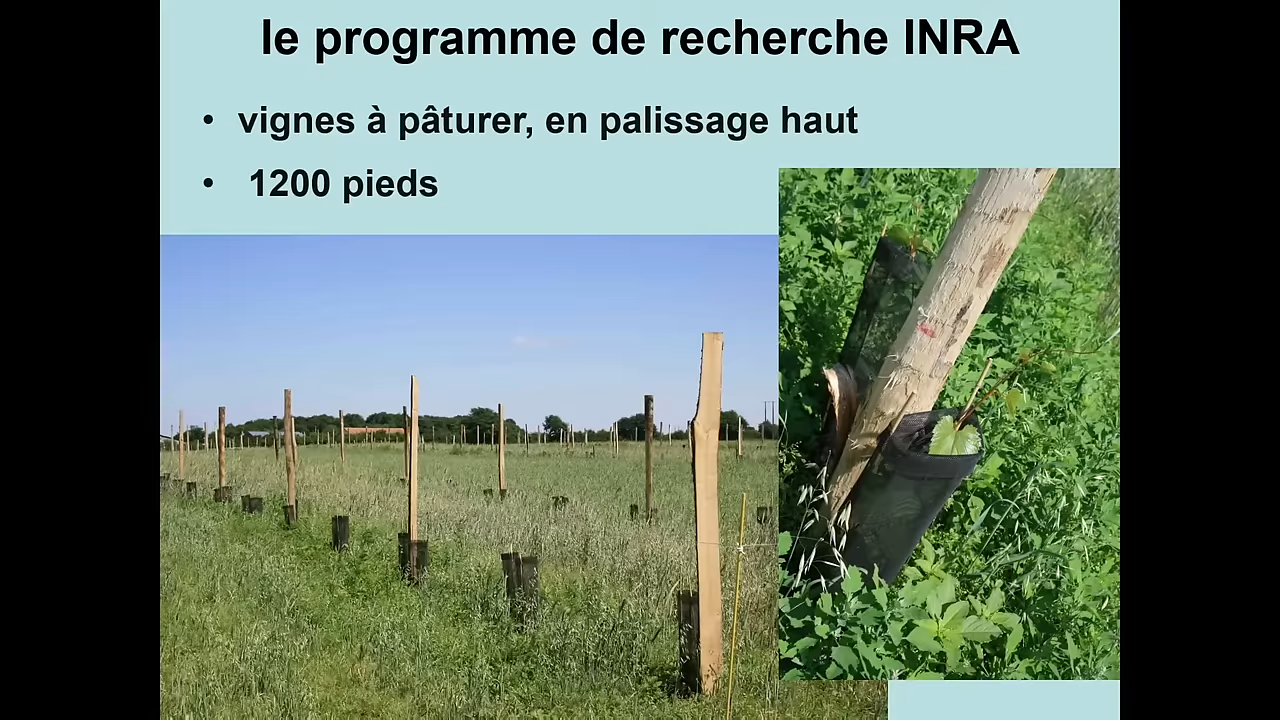 le programme de recherche INRA
• vignes à pâturer, en palissage haut
• 1200 pieds